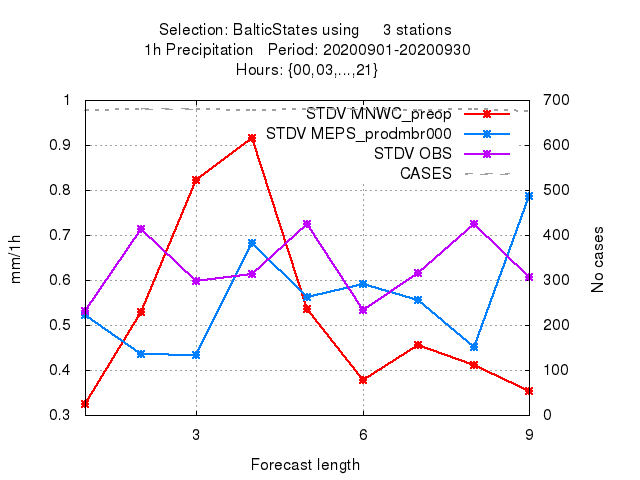 Selection: BalticStates using 3 stations
1h Precipitation Period: 20200901-20200930
Hours: {00,03,...,21}
STDV MNWC_preop
STDV MEPS_prodmbr000
STDV OBS
CASES
mm/1h
1
0.9
0.8
0.7
0.6
0.5
0.4
0.3
No cases
700
600
500
400
300
200
100
0
3 6 9
Forecast length